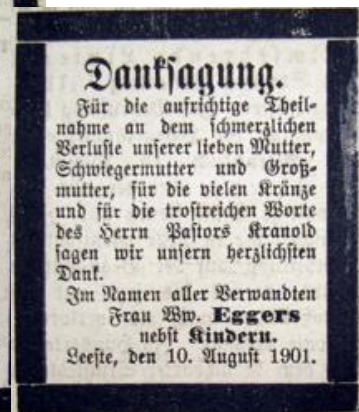 Danksagung.
Für die aufrichtige Theil-
nahme an dem schmerzlichen
Verluste unserer lieben Mutter,
Schwiegermutter und Groß-
mutter, für die vielen Kränze
und für die trostreichen Worte
des Herrn Pastors Kranold
sagen wir unsern herzlichsten
Dank.
Im Namen aller Verwandten
Frau Ww. Eggers
nebst Kindern.
Leeste, den 10. August 1901.